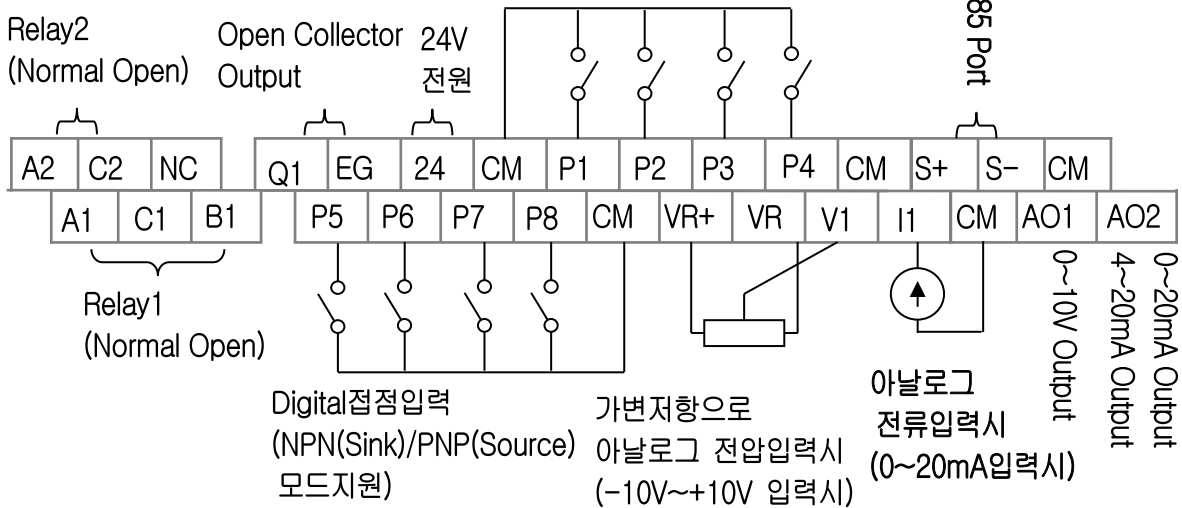 Relay2
(Normal Open)
Open Collector
Output
24V
전원
85 Port
A2 C2 NC Q1 EG 24 CM P1 P2 P3 P4 CM S+ S- CM
A1 C1 B1 P5 P6 P7 P8 CM VR+ VR V1 I1 CM AO1 AO2
Relay1
(Normal Open)
Digital접점입력
(NPN(Sink)/PNP(Source)
모드지원)
가변저항으로
아날로그 전압입력시
(-10V~+10V 입력시)
아날로그
전류입력시
(0~20mA입력시)
0~10V Output
4~20mA Output
0~20mA Output